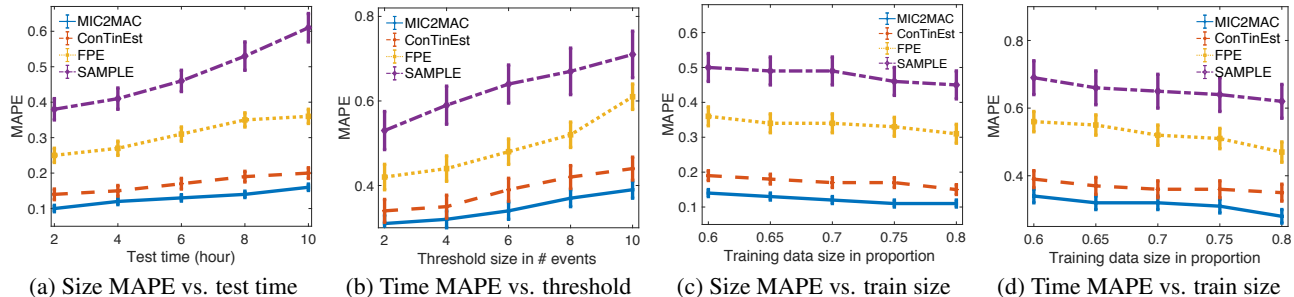 MAPE
0.6
0.5
0.4
0.3
0.2
0.1
MIC2MAC
ConTinEst
FPE
SAMPLE
2 4 6 8 10
Test time (hour)
(a) Size MAPE vs. test time
MAPE
0.8
0.6
0.4
MIC2MAC
ConTinEst
FPE
SAMPLE
2 4 6 8 10
Threshold size in # events
(b) Time MAPE vs. threshold
MAPE
0.6
0.5
0.4
0.3
0.2
0.1
MIC2MAC
ConTinEst
FPE
SAMPLE
0.6 0.65 0.7 0.75 0.8
Training data size in proportion
(c) Size MAPE vs. train size
MAPE
0.8
0.6
0.4
MIC2MAC
ConTinEst
FPE
SAMPLE
0.6 0.65 0.7 0.75 0.8
Training data size in proportion
(d) Time MAPE vs. train size